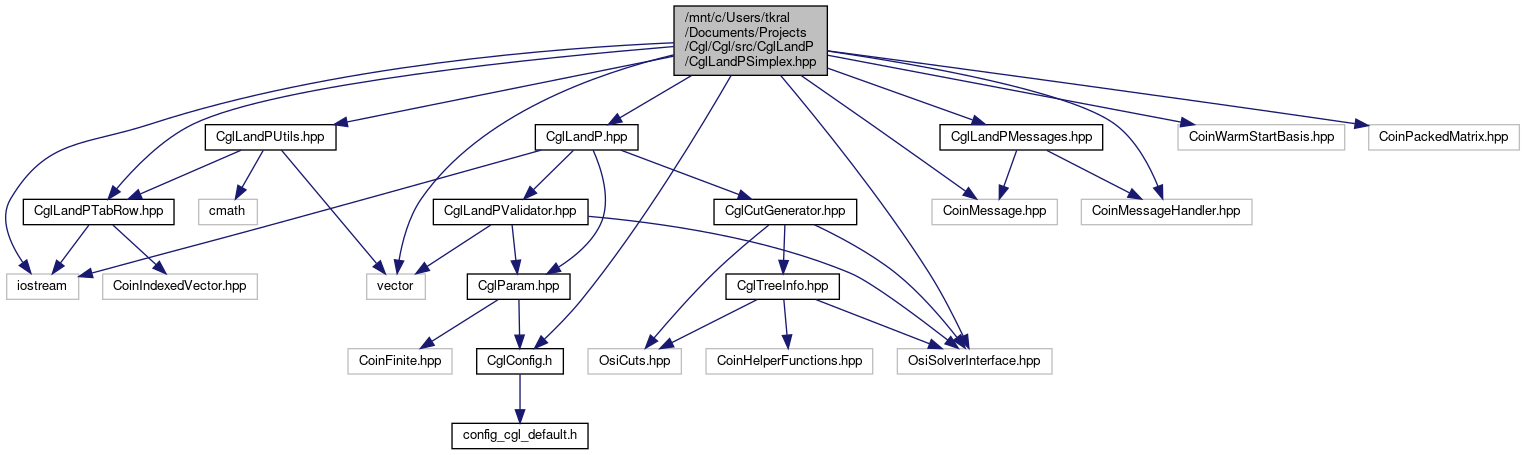 /mnt/c/Users/tkral
/Documents/Projects
/Cgl/Cgl/src/CglLandP
/CglLandPSimplex.hpp
CglLandPUtils.hpp
CglLandP.hpp
CglLandPMessages.hpp
CoinWarmStartBasis.hpp
CoinPackedMatrix.hpp
CglLandPTabRow.hpp
cmath
CglLandPValidator.hpp
CglCutGenerator.hpp
CoinMessage.hpp
CoinMessageHandler.hpp
iostream
CoinIndexedVector.hpp
vector
CglParam.hpp
CglTreeInfo.hpp
CoinFinite.hpp
CglConfig.h
OsiCuts.hpp
CoinHelperFunctions.hpp
OsiSolverInterface.hpp
config_cgl_default.h